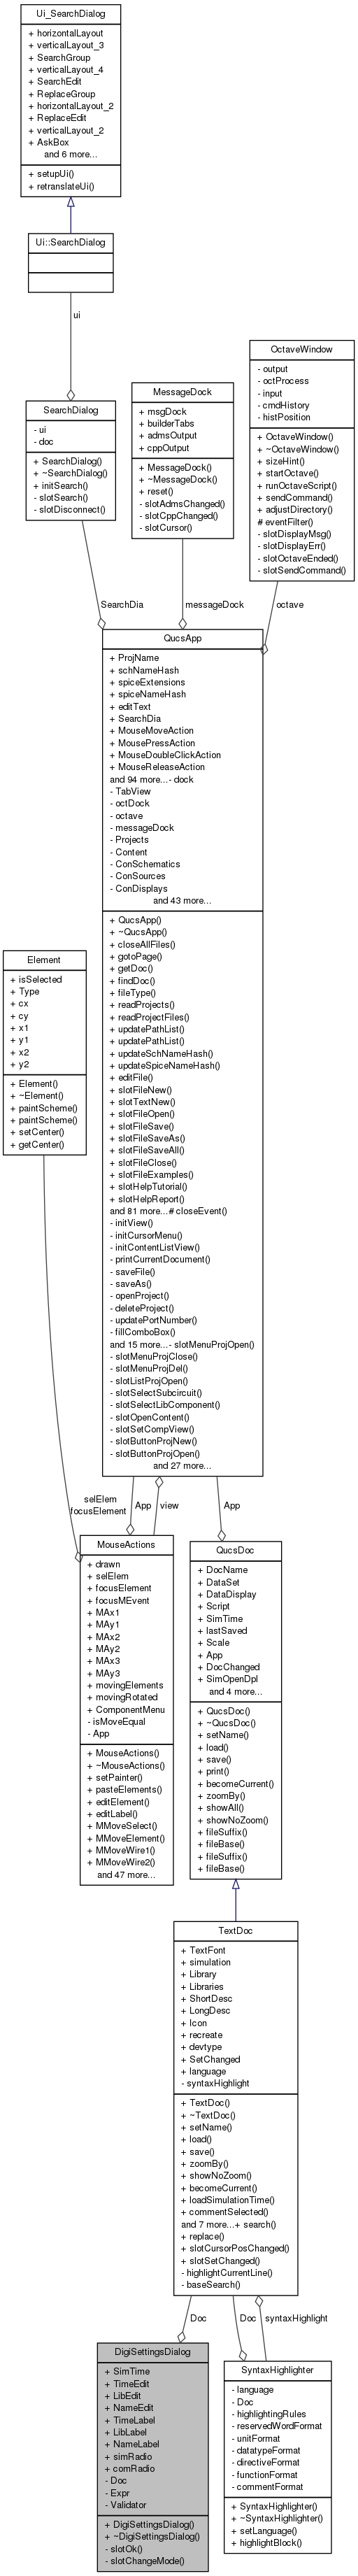 Ui_SearchDialog
+ horizontalLayout
+ verticalLayout_3
+ SearchGroup
+ verticalLayout_4
+ SearchEdit
+ ReplaceGroup
+ horizontalLayout_2
+ ReplaceEdit
+ verticalLayout_2
+ AskBox
and 6 more...
+ setupUi()
+ retranslateUi()
Ui::SearchDialog
ui
SearchDialog
- ui
- doc
+ SearchDialog()
+ ~SearchDialog()
+ initSearch()
- slotSearch()
- slotDisconnect()
MessageDock
+ msgDock
+ builderTabs
+ admsOutput
+ cppOutput
+ MessageDock()
+ ~MessageDock()
+ reset()
- slotAdmsChanged()
- slotCppChanged()
- slotCursor()
OctaveWindow
- output
- octProcess
- input
- cmdHistory
- histPosition
+ OctaveWindow()
+ ~OctaveWindow()
+ sizeHint()
+ startOctave()
+ runOctaveScript()
+ sendCommand()
+ adjustDirectory()
# eventFilter()
- slotDisplayMsg()
- slotDisplayErr()
- slotOctaveEnded()
- slotSendCommand()
SearchDia
messageDock
octave
QucsApp
+ ProjName
+ schNameHash
+ spiceExtensions
+ spiceNameHash
+ editText
+ SearchDia
+ MouseMoveAction
+ MousePressAction
+ MouseDoubleClickAction
+ MouseReleaseAction
and 94 more...- dock
- TabView
- octDock
- octave
- messageDock
- Projects
- Content
- ConSchematics
- ConSources
- ConDisplays
and 43 more...
+ QucsApp()
+ ~QucsApp()
+ closeAllFiles()
+ gotoPage()
+ getDoc()
+ findDoc()
+ fileType()
+ readProjects()
+ readProjectFiles()
+ updatePathList()
+ updatePathList()
+ updateSchNameHash()
+ updateSpiceNameHash()
+ editFile()
+ slotFileNew()
+ slotTextNew()
+ slotFileOpen()
+ slotFileSave()
+ slotFileSaveAs()
+ slotFileSaveAll()
+ slotFileClose()
+ slotFileExamples()
+ slotHelpTutorial()
+ slotHelpReport()
and 81 more...# closeEvent()
- initView()
- initCursorMenu()
- initContentListView()
- printCurrentDocument()
- saveFile()
- saveAs()
- openProject()
- deleteProject()
- updatePortNumber()
- fillComboBox()
and 15 more...- slotMenuProjOpen()
- slotMenuProjClose()
- slotMenuProjDel()
- slotListProjOpen()
- slotSelectSubcircuit()
- slotSelectLibComponent()
- slotOpenContent()
- slotSetCompView()
- slotButtonProjNew()
- slotButtonProjOpen()
and 27 more...
Element
+ isSelected
+ Type
+ cx
+ cy
+ x1
+ y1
+ x2
+ y2
+ Element()
+ ~Element()
+ paintScheme()
+ paintScheme()
+ setCenter()
+ getCenter()
selElem
focusElement
App
view
App
MouseActions
+ drawn
+ selElem
+ focusElement
+ focusMEvent
+ MAx1
+ MAy1
+ MAx2
+ MAy2
+ MAx3
+ MAy3
+ movingElements
+ movingRotated
+ ComponentMenu
- isMoveEqual
- App
+ MouseActions()
+ ~MouseActions()
+ setPainter()
+ pasteElements()
+ editElement()
+ editLabel()
+ MMoveSelect()
+ MMoveElement()
+ MMoveWire1()
+ MMoveWire2()
and 47 more...
QucsDoc
+ DocName
+ DataSet
+ DataDisplay
+ Script
+ SimTime
+ lastSaved
+ Scale
+ App
+ DocChanged
+ SimOpenDpl
and 4 more...
+ QucsDoc()
+ ~QucsDoc()
+ setName()
+ load()
+ save()
+ print()
+ becomeCurrent()
+ zoomBy()
+ showAll()
+ showNoZoom()
+ fileSuffix()
+ fileBase()
+ fileSuffix()
+ fileBase()
TextDoc
+ TextFont
+ simulation
+ Library
+ Libraries
+ ShortDesc
+ LongDesc
+ Icon
+ recreate
+ devtype
+ SetChanged
+ language
- syntaxHighlight
+ TextDoc()
+ ~TextDoc()
+ setName()
+ load()
+ save()
+ zoomBy()
+ showNoZoom()
+ becomeCurrent()
+ loadSimulationTime()
+ commentSelected()
and 7 more...+ search()
+ replace()
+ slotCursorPosChanged()
+ slotSetChanged()
- highlightCurrentLine()
- baseSearch()
Doc
Doc
syntaxHighlight
DigiSettingsDialog
+ SimTime
+ TimeEdit
+ LibEdit
+ NameEdit
+ TimeLabel
+ LibLabel
+ NameLabel
+ simRadio
+ comRadio
- Doc
- Expr
- Validator
+ DigiSettingsDialog()
+ ~DigiSettingsDialog()
- slotOk()
- slotChangeMode()
SyntaxHighlighter
- language
- Doc
- highlightingRules
- reservedWordFormat
- unitFormat
- datatypeFormat
- directiveFormat
- functionFormat
- commentFormat
+ SyntaxHighlighter()
+ ~SyntaxHighlighter()
+ setLanguage()
+ highlightBlock()